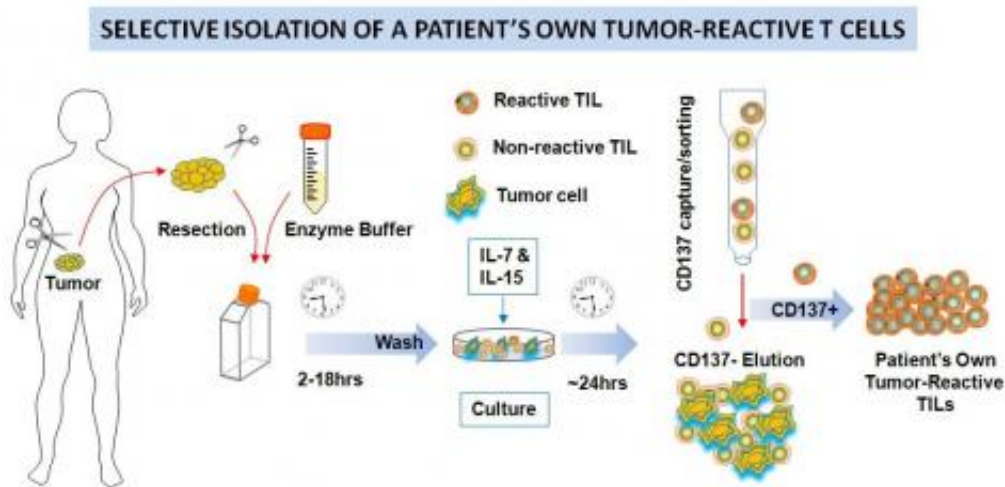 SELECTIVE ISOLATION OF A PATIENT'S OWN TUMOR-REACTIVE T CELLS
Reactive TIL
Non-reactive TIL
Tumor cell
Resection
Enzyme Buffer
Tumor
IL-7 &
IL-15
CD137 capture/sorting
Wash
2-18hrs
Culture
~24hrs
CD137+
CD137- Elution
Patient's Own
Tumor-Reactive
TILs